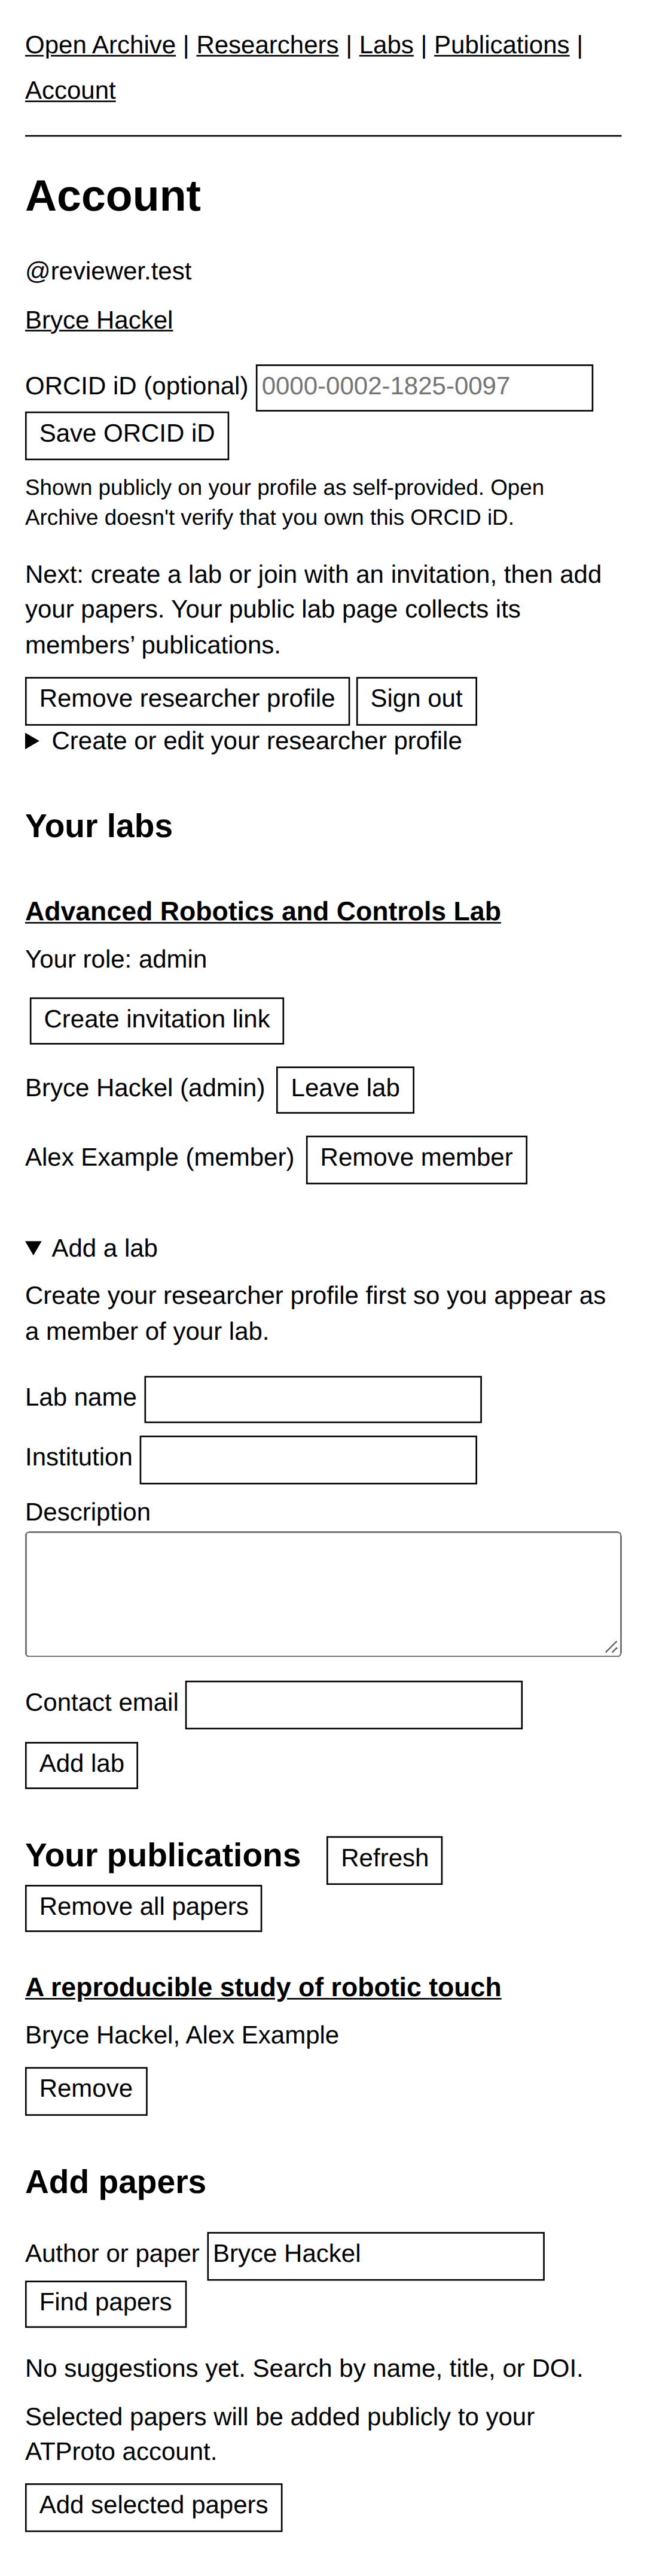 Open Archive | Researchers | Labs | Publications |
Account
Account
@reviewer.test
Bryce Hackel
ORCID iD (optional) 0000-0002-1825-0097
Save ORCID iD
Shown publicly on your profile as self-provided. Open
Archive doesn't verify that you own this ORCID iD.
Next: create a lab or join with an invitation, then add
your papers. Your public lab page collects its
members’ publications.
Remove researcher profile Sign out
Create or edit your researcher profile
Your labs
Advanced Robotics and Controls Lab
Your role: admin
Create invitation link
Bryce Hackel (admin) Leave lab
Alex Example (member) Remove member
Add a lab
Create your researcher profile first so you appear as
a member of your lab.
Lab name
Institution
Description
Contact email
Add lab
Your publications Refresh
Remove all papers
A reproducible study of robotic touch
Bryce Hackel, Alex Example
Remove
Add papers
Author or paper Bryce Hackel
Find papers
No suggestions yet. Search by name, title, or DOI.
Selected papers will be added publicly to your
ATProto account.
Add selected papers